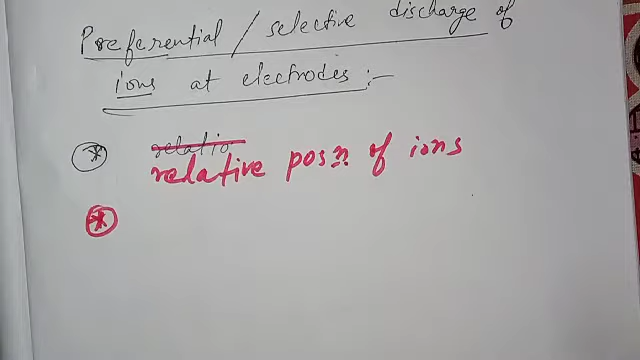 Preferential / selective discharge of
ions at electrodes :-
* relatio
relative posn of ions
*